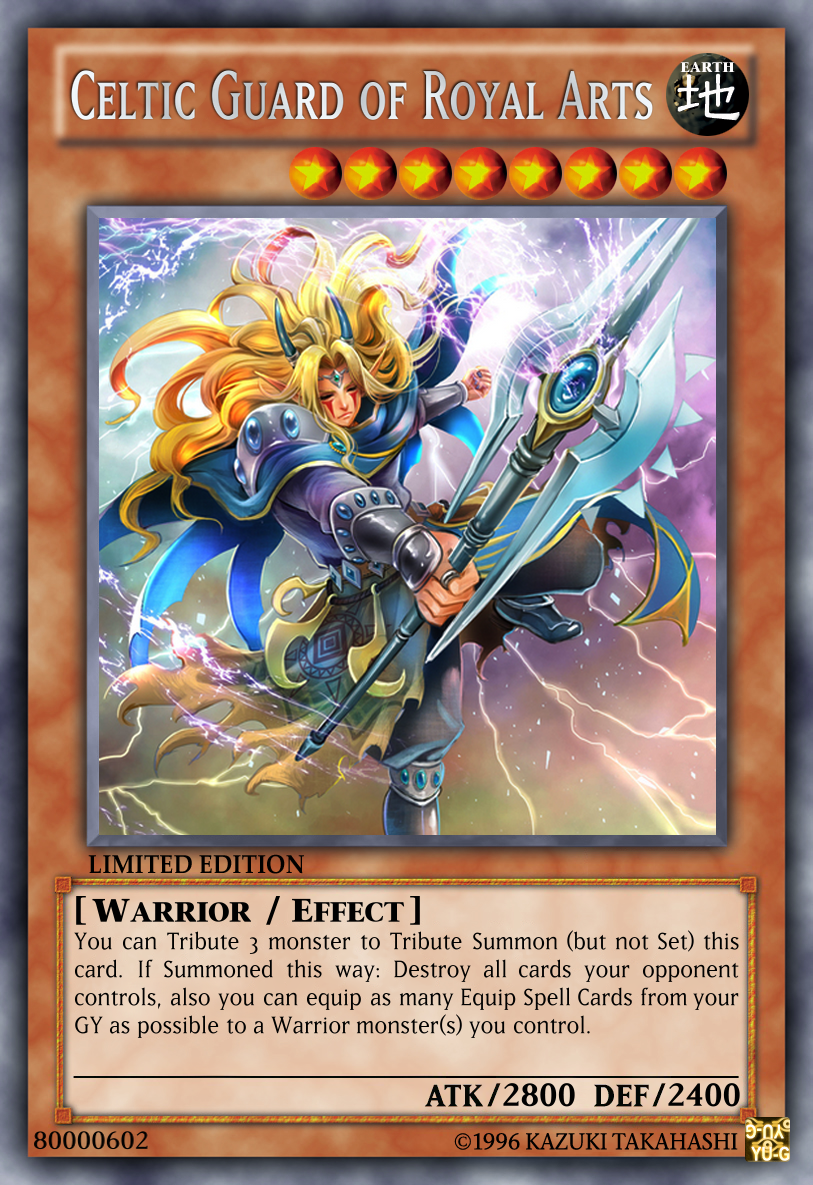 CELTIC GUARD OF ROYAL ARTS
EARTH
地
LIMITED EDITION
[ WARRIOR / EFFECT ]
You can Tribute 3 monster to Tribute Summon (but not Set) this
card. If Summoned this way: Destroy all cards your opponent
controls, also you can equip as many Equip Spell Cards from your
GY as possible to a Warrior monster(s) you control.
ATK/2800 DEF/2400
80000602
©1996 KAZUKI TAKAHASHI